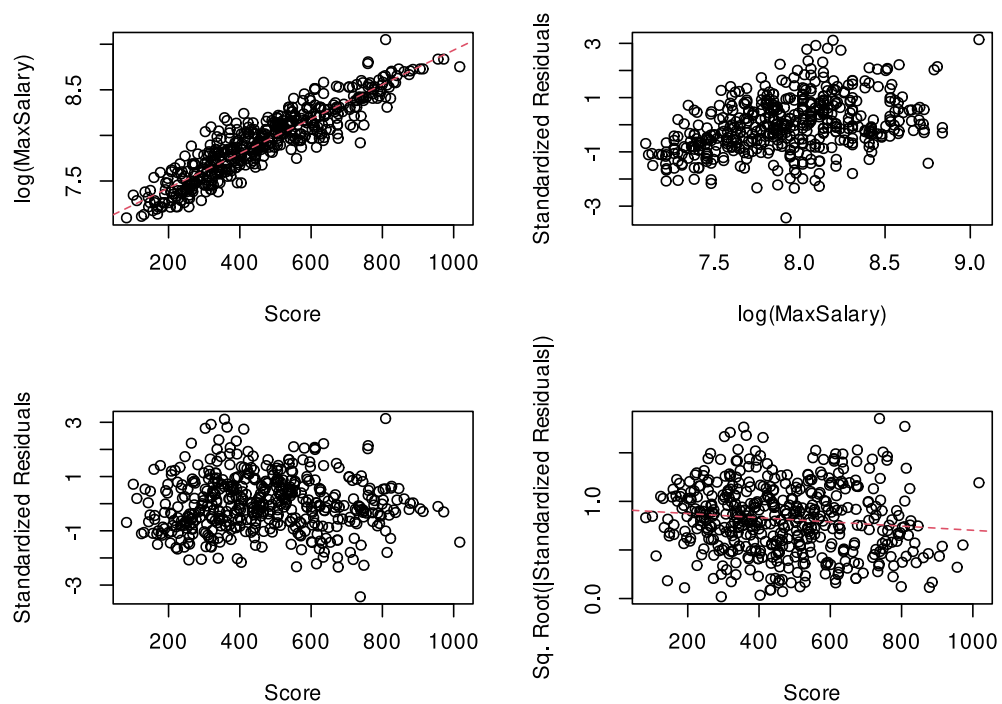 log(MaxSalary)
7.5 8.5
200 400 600 800 1000
Score
Standardized Residuals
-3 -1 1 3
7.5 8.0 8.5 9.0
log(MaxSalary)
Standardized Residuals
-3 -1 1 3
200 400 600 800 1000
Score
Sq. Root(|Standardized Residuals|)
0.0 1.0
200 400 600 800 1000
Score